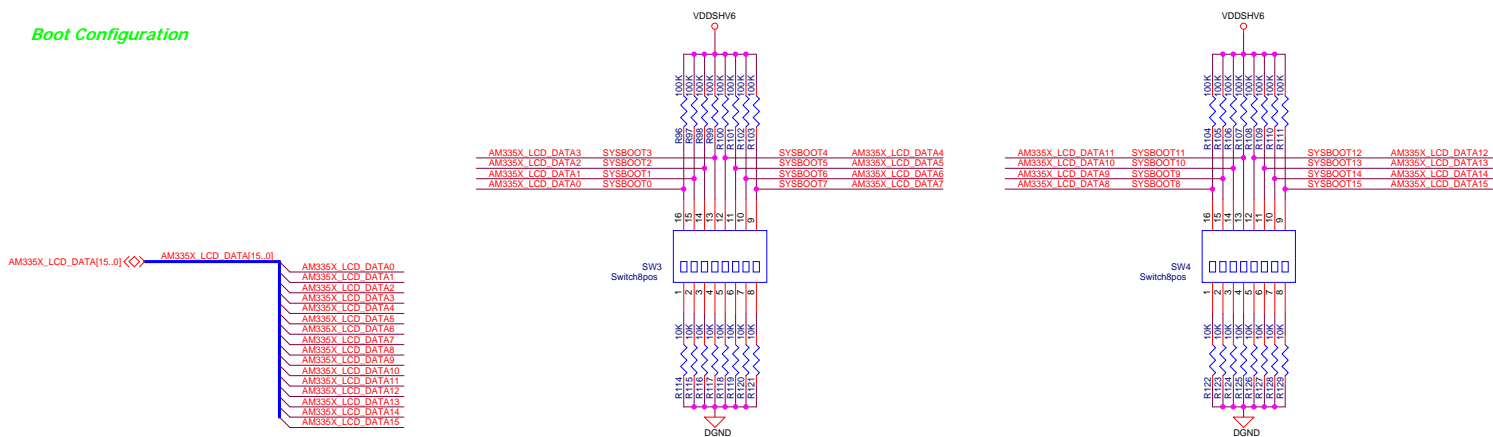 Boot Configuration
VDDSHV6
VDDSHV6
100K 100K 100K 100K 100K 100K 100K 100K
100K 100K 100K 100K 100K 100K 100K 100K
R96 R97 R98 R99 R100 R101 R102 R103
R104 R105 R106 R107 R108 R109 R110 R111
AM335X_LCD_DATA3 SYSBOOT3 SYSBOOT4 AM335X_LCD_DATA4
AM335X_LCD_DATA2 SYSBOOT2 SYSBOOT5 AM335X_LCD_DATA5
AM335X_LCD_DATA1 SYSBOOT1 SYSBOOT6 AM335X_LCD_DATA6
AM335X_LCD_DATA0 SYSBOOT0 SYSBOOT7 AM335X_LCD_DATA7
AM335X_LCD_DATA11 SYSBOOT11 SYSBOOT12 AM335X_LCD_DATA12
AM335X_LCD_DATA10 SYSBOOT10 SYSBOOT13 AM335X_LCD_DATA13
AM335X_LCD_DATA9 SYSBOOT9 SYSBOOT14 AM335X_LCD_DATA14
AM335X_LCD_DATA8 SYSBOOT8 SYSBOOT15 AM335X_LCD_DATA15
16 15 14 13 12 11 10 9
16 15 14 13 12 11 10 9
SW3
Switch8pos
SW4
Switch8pos
1 2 3 4 5 6 7 8
1 2 3 4 5 6 7 8
10K 10K 10K 10K 10K 10K 10K 10K
10K 10K 10K 10K 10K 10K 10K 10K
R114 R115 R116 R117 R118 R119 R120 R121
R122 R123 R124 R125 R126 R127 R128 R129
DGND
DGND
AM335X_LCD_DATA[15..0] AM335X_LCD_DATA[15..0]
AM335X_LCD_DATA0
AM335X_LCD_DATA1
AM335X_LCD_DATA2
AM335X_LCD_DATA3
AM335X_LCD_DATA4
AM335X_LCD_DATA5
AM335X_LCD_DATA6
AM335X_LCD_DATA7
AM335X_LCD_DATA8
AM335X_LCD_DATA9
AM335X_LCD_DATA10
AM335X_LCD_DATA11
AM335X_LCD_DATA12
AM335X_LCD_DATA13
AM335X_LCD_DATA14
AM335X_LCD_DATA15